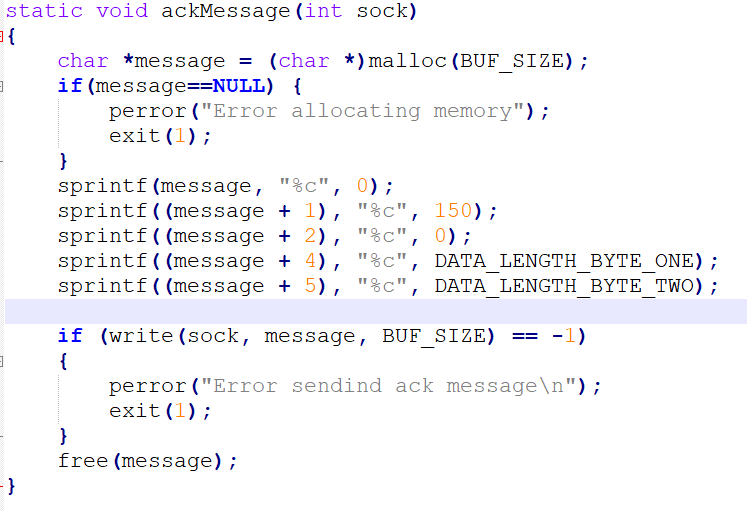 static void ackMessage(int sock)
{
    char *message = (char *)malloc(BUF_SIZE);
    if(message==NULL) {
        perror("Error allocating memory");
        exit(1);
    }
    sprintf(message, "%c", 0);
    sprintf((message + 1), "%c", 150);
    sprintf((message + 2), "%c", 0);
    sprintf((message + 4), "%c", DATA_LENGTH_BYTE_ONE);
    sprintf((message + 5), "%c", DATA_LENGTH_BYTE_TWO);
    if (write(sock, message, BUF_SIZE) == -1)
    {
        perror("Error sendind ack message\n");
        exit(1);
    }
    free(message);
}